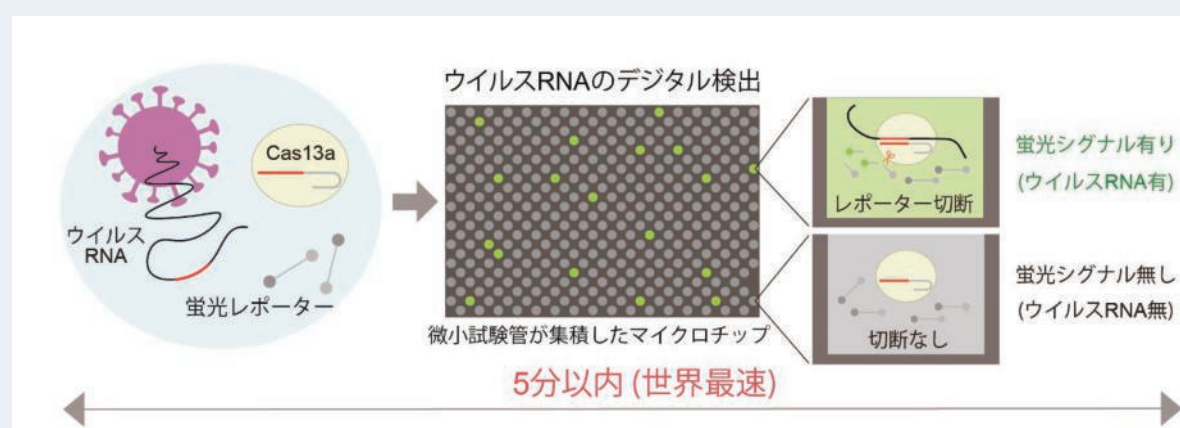 ウイルスRNAのデジタル検出
Cas13a
ウイルス
RNA
蛍光レポーター
微小試験管が集積したマイクロチップ
レポーター切断
蛍光シグナル有り
(ウイルスRNA有)
切断なし
蛍光シグナル無し
(ウイルスRNA無)
5分以内 (世界最速)